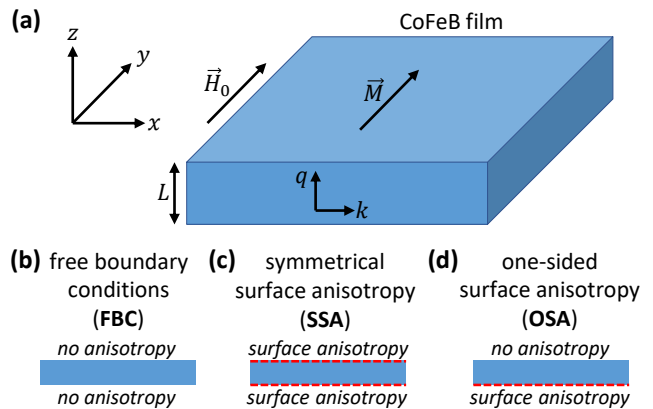 (a)
CoFeB film
z
y
x
H⃗₀
M⃗
L
q
k
(b) free boundary
conditions
(FBC)
no anisotropy
no anisotropy
(c) symmetrical
surface anisotropy
(SSA)
surface anisotropy
surface anisotropy
(d) one-sided
surface anisotropy
(OSA)
no anisotropy
surface anisotropy